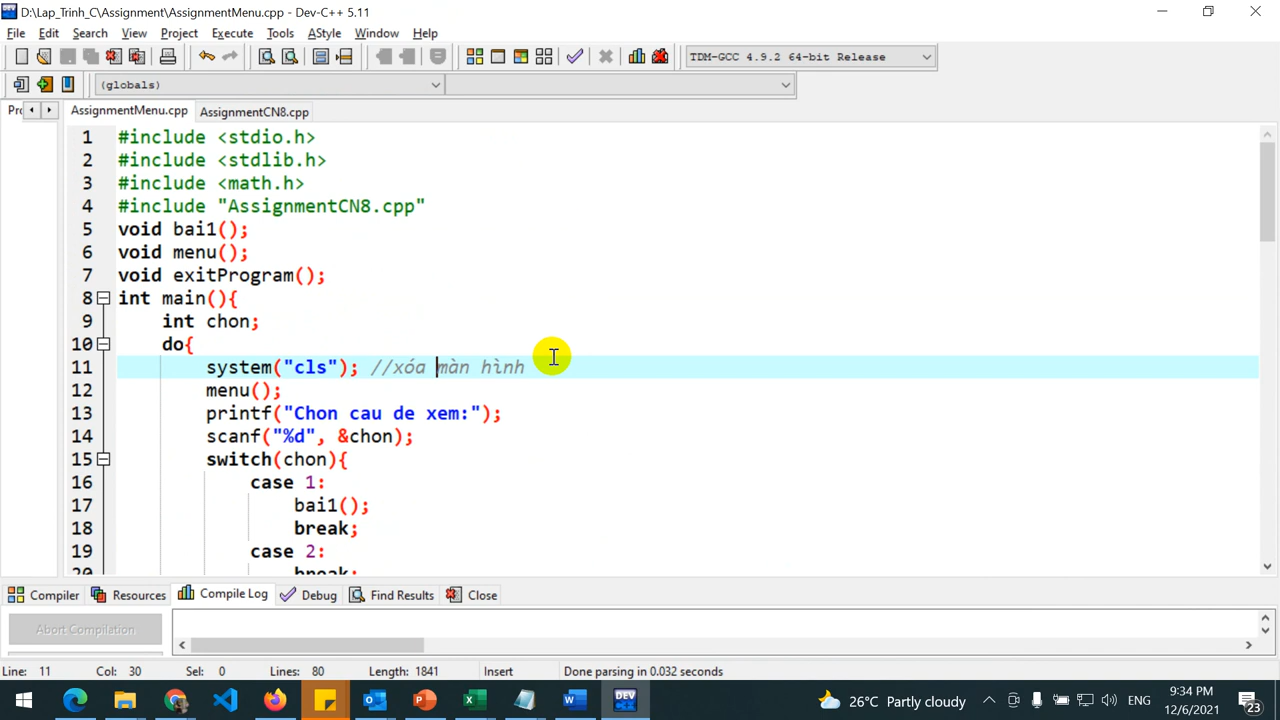 D:\Lap_Trinh_C\Assignment\AssignmentMenu.cpp - Dev-C++ 5.11
File Edit Search View Project Execute Tools AStyle Window Help
TDM-GCC 4.9.2 64-bit Release
(globals)
AssignmentMenu.cpp AssignmentCN8.cpp
1 #include <stdio.h>
2 #include <stdlib.h>
3 #include <math.h>
4 #include "AssignmentCN8.cpp"
5 void bai1();
6 void menu();
7 void exitProgram();
8 int main(){
9 int chon;
10 do{
11 system("cls"); //xóa màn hình
12 menu();
13 printf("Chon cau de xem:");
14 scanf("%d", &chon);
15 switch(chon){
16 case 1:
17 bai1();
18 break;
19 case 2:
20 break;
Compiler Resources Compile Log Debug Find Results Close
Abort Compilation
Line: 11 Col: 30 Sel: 0 Lines: 80 Length: 1841 Insert Done parsing in 0.032 seconds
DEV
26°C Partly cloudy ENG 9:34 PM
12/6/2021
23